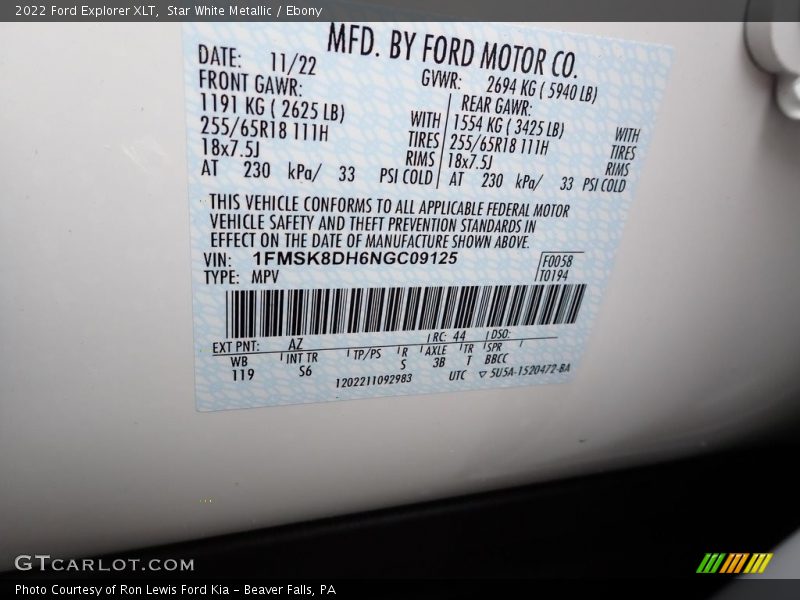 2022 Ford Explorer XLT,  Star White Metallic / Ebony
MFD. BY FORD MOTOR CO.
DATE: 11/22
GVWR: 2694 KG ( 5940 LB)
FRONT GAWR:
1191 KG ( 2625 LB)
255/65R18 111H
18x7.5J
WITH
TIRES
RIMS
AT 230 kPa/ 33 PSI COLD
REAR GAWR:
1554 KG ( 3425 LB)
255/65R18 111H
18x7.5J
WITH
TIRES
RIMS
AT 230 kPa/ 33 PSI COLD
THIS VEHICLE CONFORMS TO ALL APPLICABLE FEDERAL MOTOR
VEHICLE SAFETY AND THEFT PREVENTION STANDARDS IN
EFFECT ON THE DATE OF MANUFACTURE SHOWN ABOVE.
VIN: 1FMSK8DH6NGC09125
TYPE: MPV
F0058
T0194
EXT PNT: AZ RC: 44 DSO:
WB INT TR TP/PS R AXLE TR SPR
119 S6 S 3B T BBCC
1202211092983 UTC ▽ 5U5A-1520472-BA
GTCARLOT.COM
Photo Courtesy of Ron Lewis Ford Kia – Beaver Falls, PA